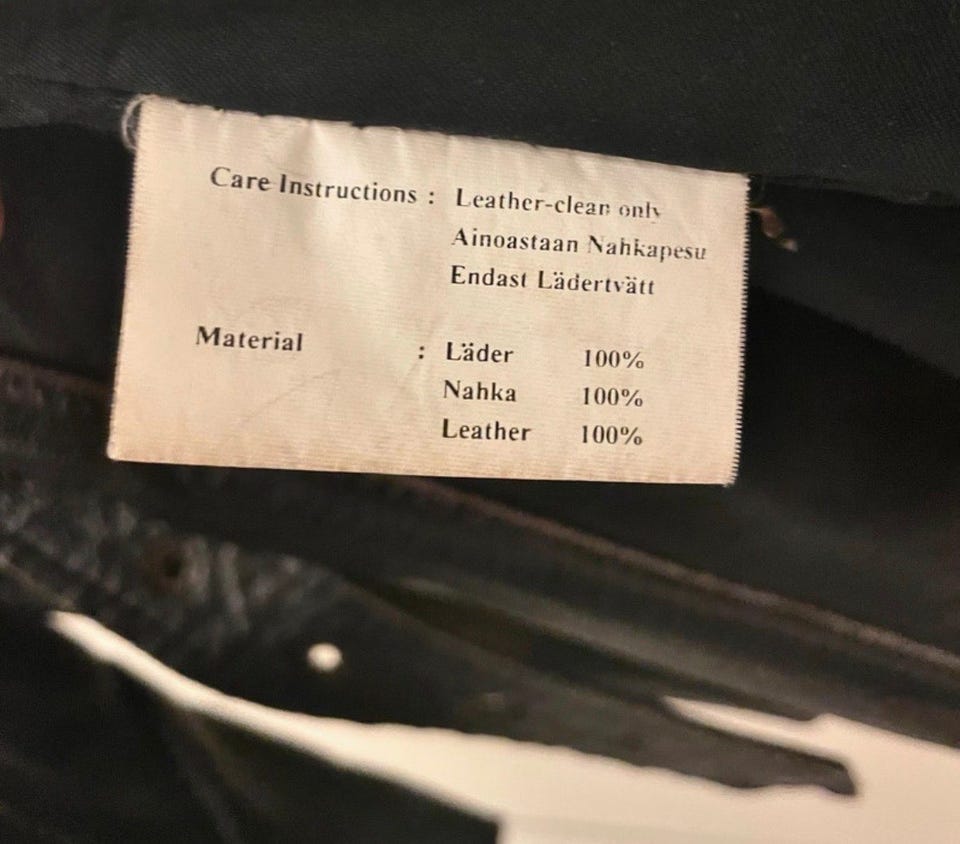 Care Instructions : Leather-clean only
Ainoastaan Nahkapesu
Endast Lädertvätt
Material : Läder 100%
Nahka 100%
Leather 100%